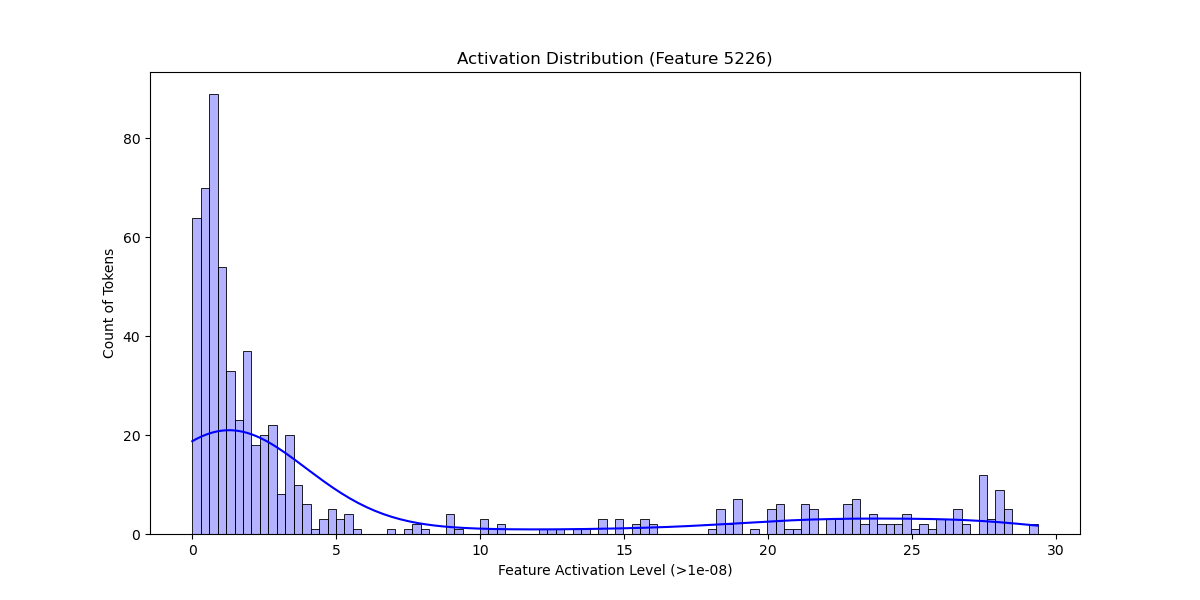 Activation Distribution (Feature 5226)
80
60
40
20
0
Count of Tokens
0 5 10 15 20 25 30
Feature Activation Level (>1e-08)